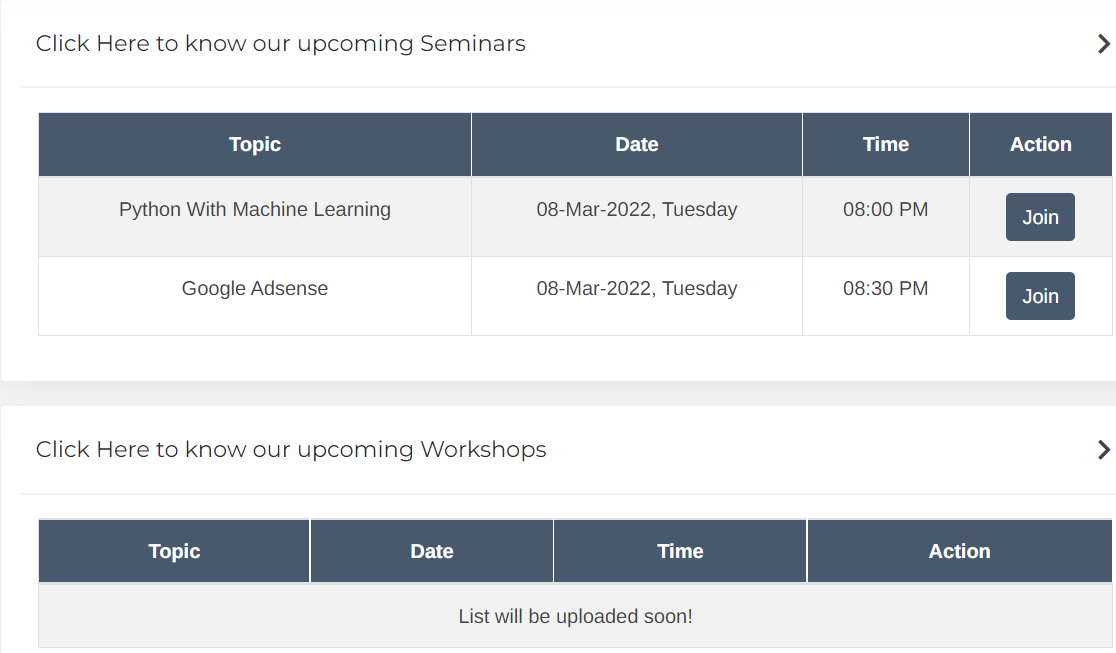 Click Here to know our upcoming Seminars
Topic Date Time Action
Python With Machine Learning 08-Mar-2022, Tuesday 08:00 PM Join
Google Adsense 08-Mar-2022, Tuesday 08:30 PM Join
Click Here to know our upcoming Workshops
Topic Date Time Action
List will be uploaded soon!